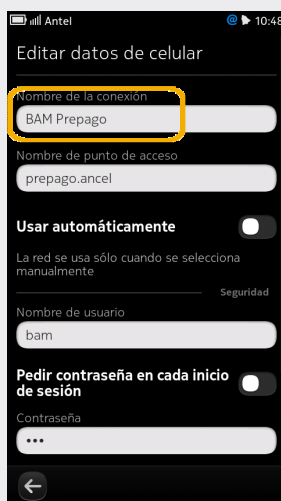 Antel @ 10:48
Editar datos de celular
Nombre de la conexión
BAM Prepago
Nombre de punto de acceso
prepago.ancel
Usar automáticamente
La red se usa sólo cuando se selecciona
manualmente
Seguridad
Nombre de usuario
bam
Pedir contraseña en cada inicio
de sesión
Contraseña
•••